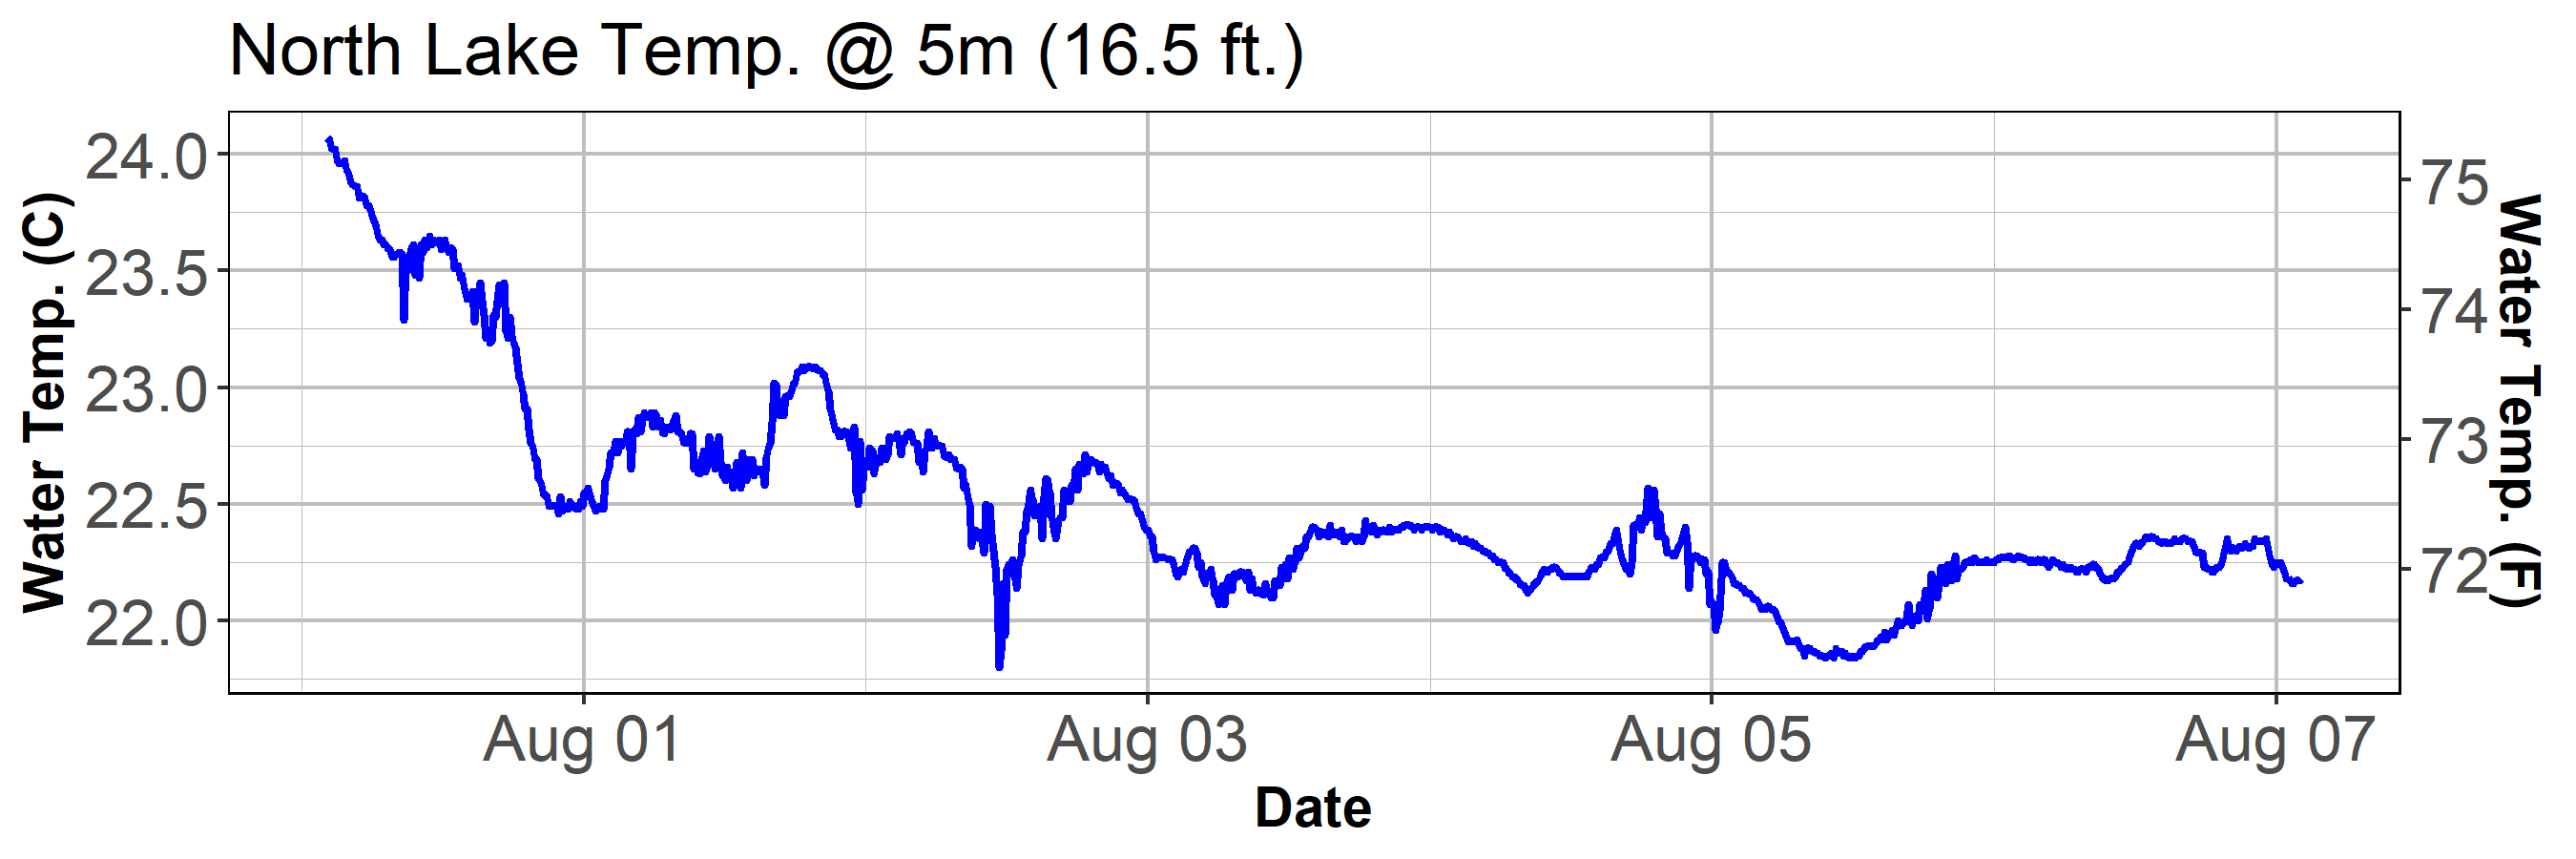 North Lake Temp. @ 5m (16.5 ft.)
Water Temp. (C)
24.0
23.5
23.0
22.5
22.0
75
74
73
72
Water Temp. (F)
Aug 01
Aug 03
Aug 05
Aug 07
Date